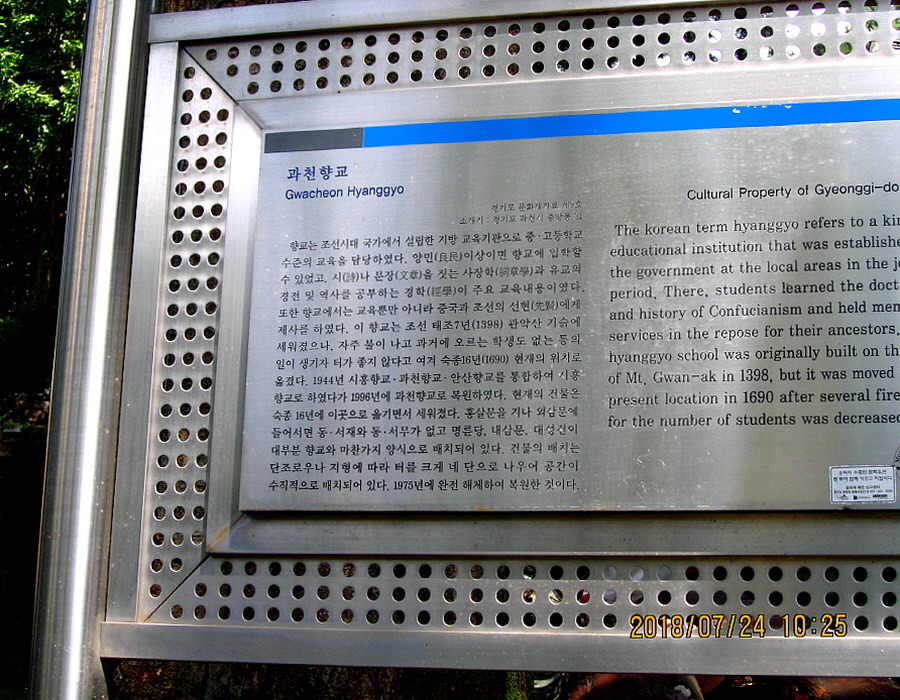 과천향교
Gwacheon Hyanggyo
경기도 문화재자료 제9호
소재지 : 경기도 과천시 중앙동 81
향교는 조선시대 국가에서 설립한 지방 교육기관으로 중·고등학교
수준의 교육을 담당하였다. 양민(良民)이상이면 향교에 입학할
수 있었고, 시(詩)나 문장(文章)을 짓는 사장학(詞章學)과 유교의
경전 및 역사를 공부하는 경학(經學)이 주요 교육내용이었다.
또한 향교에서는 교육뿐만 아니라 중국과 조선의 선현(先賢)에게
제사를 하였다. 이 향교는 조선 태조7년(1398) 관악산 기슭에
세워졌으나, 자주 불이 나고 과거에 오르는 학생도 없는 등의
일이 생기자 터가 좋지 않다고 여겨 숙종16년(1690) 현재의 위치로
옮겼다. 1944년 시흥향교·과천향교·안산향교를 통합하여 시흥
향교로 하였다가 1996년에 과천향교로 복원하였다. 현재의 건물은
숙종 16년에 이곳으로 옮기면서 세워졌다. 홍살문을 지나 외삼문에
들어서면 동·서재와 동·서무가 없고 명륜당, 내삼문, 대성전이
대부분 향교와 마찬가지 양식으로 배치되어 있다. 건물의 배치는
단조로우나 지형에 따라 터를 크게 네 단으로 나누어 공간이
수직적으로 배치되어 있다. 1975년에 완전 해체하여 복원한 것이다.
Cultural Property of Gyeonggi-do
The korean term hyanggyo refers to a
educational institution that was
the government at the local areas in the
period. There, students learned the
and history of Confucianism and held
services in the repose for their ancestors.
hyanggyo school was originally built on
of Mt. Gwan-ak in 1398, but it was moved
present location in 1690 after several
for the number of students was decreased
2018/07/24 10:25